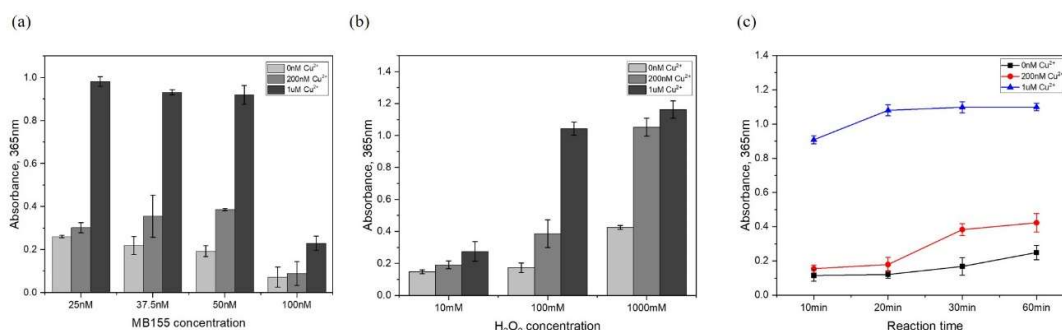 (a)
Absorbance, 365nm
1.0
0.8
0.6
0.4
0.2
0.0
0nM Cu²⁺
200nM Cu²⁺
1uM Cu²⁺
25nM 37.5nM 50nM 100nM
MB155 concentration
(b)
Absorbance, 365nm
1.6
1.4
1.2
1.0
0.8
0.6
0.4
0.2
0.0
0nM Cu²⁺
200nM Cu²⁺
1uM Cu²⁺
10mM 100mM 1000mM
H₂O₂ concentration
(c)
Absorbance, 365nm
1.4
1.2
1.0
0.8
0.6
0.4
0.2
0.0
0nM Cu²⁺
200nM Cu²⁺
1uM Cu²⁺
10min 20min 30min 60min
Reaction time